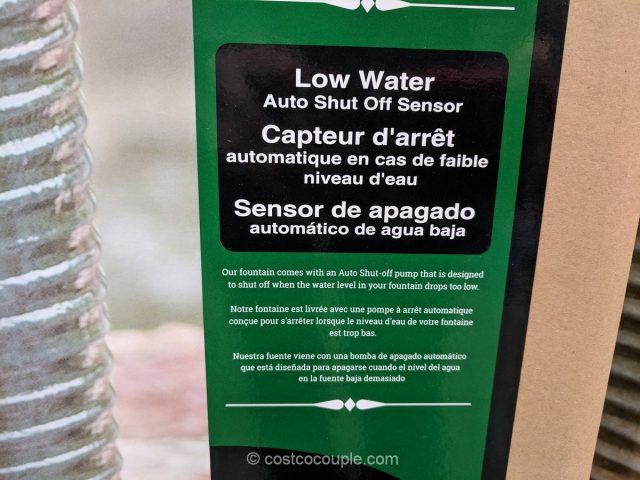 Low Water
Auto Shut Off Sensor
Capteur d'arrêt
automatique en cas de faible
niveau d'eau
Sensor de apagado
automático de agua baja
Our fountain comes with an Auto Shut-off pump that is designed
to shut off when the water level in your fountain drops too low.
Notre fontaine est livrée avec une pompe à arrêt automatique
conçue pour s'arrêter lorsque le niveau d'eau de votre fontaine
est trop bas.
Nuestra fuente viene con una bomba de apagado automático
que está diseñada para apagarse cuando el nivel del agua
en la fuente baja demasiado
© costcocouple.com